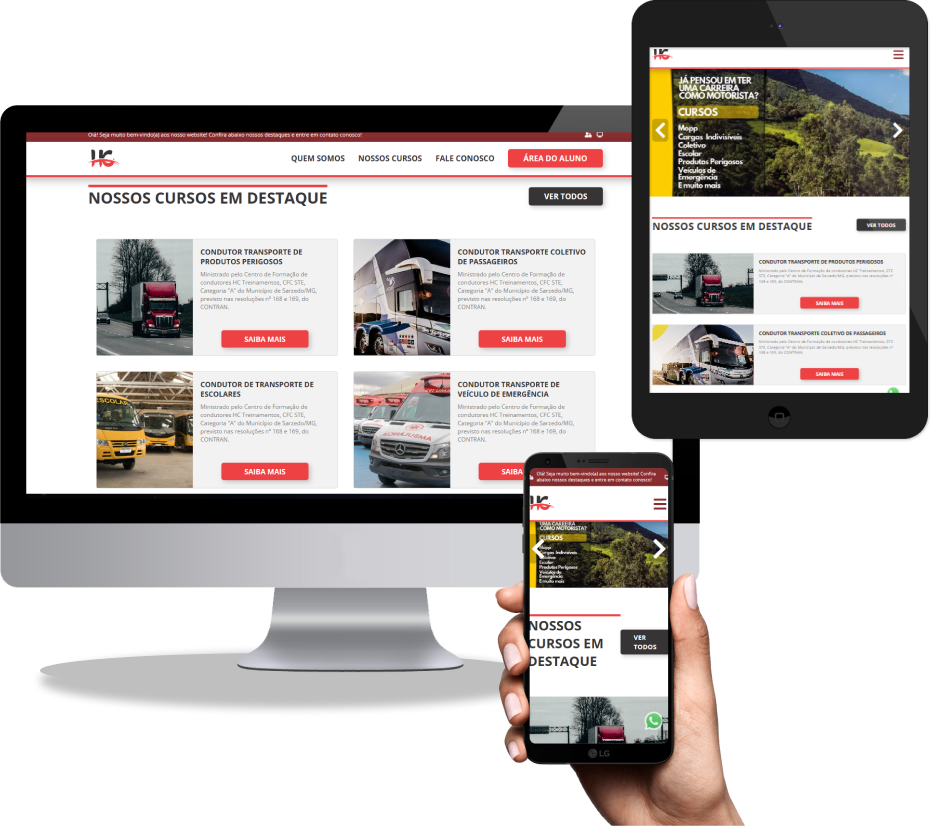 Olá! Seja muito bem-vindo(a) aos nosso website! Confira abaixo nossos destaques e entre em contato conosco!
HC
QUEM SOMOS
NOSSOS CURSOS
FALE CONOSCO
ÁREA DO ALUNO
NOSSOS CURSOS EM DESTAQUE
VER TODOS
CONDUTOR TRANSPORTE DE
PRODUTOS PERIGOSOS
Ministrado pelo Centro de Formação de
condutores HC Treinamentos, CFC STE,
Categoria "A" do Município de Sarzedo/MG,
previsto nas resoluções nº 168 e 169, do
CONTRAN.
SAIBA MAIS
CONDUTOR TRANSPORTE COLETIVO
DE PASSAGEIROS
Ministrado pelo Centro de Formação de
condutores HC Treinamentos, CFC STE,
Categoria "A" do Município de Sarzedo/MG,
previsto nas resoluções nº 168 e 169, do
CONTRAN.
SAIBA MAIS
ESCOLAR
CONDUTOR DE TRANSPORTE DE
ESCOLARES
Ministrado pelo Centro de Formação de
condutores HC Treinamentos, CFC STE,
Categoria "A" do Município de Sarzedo/MG,
previsto nas resoluções nº 168 e 169, do
CONTRAN.
SAIBA MAIS
CONDUTOR DE TRANSPORTE DE
VEÍCULO DE EMERGÊNCIA
Ministrado pelo Centro de Formação de
condutores HC Treinamentos, CFC STE,
Categoria "A" do Município de Sarzedo/MG,
previsto nas resoluções nº 168 e 169, do
CONTRAN.
SAIBA
HC
JÁ PENSOU EM TER
UMA CARREIRA
COMO MOTORISTA?
CURSOS
Mopp
Cargas Indivisíveis
Coletivo
Escolar
Produtos Perigosos
Veículos de
Emergência
E muito mais
NOSSOS CURSOS EM DESTAQUE
VER TODOS
CONDUTOR TRANSPORTE DE PRODUTOS PERIGOSOS
Ministrado pelo Centro de Formação de condutores HC Treinamentos, CFC
STE, Categoria "A" do Município de Sarzedo/MG, previsto nas resoluções nº
168 e 169, do CONTRAN.
SAIBA MAIS
CONDUTOR TRANSPORTE COLETIVO DE PASSAGEIROS
Ministrado pelo Centro de Formação de condutores HC Treinamentos, CFC
STE, Categoria "A" do Município de Sarzedo/MG, previsto nas resoluções nº
168 e 169, do CONTRAN.
SAIBA MAIS
Olá! Seja muito bem-vindo(a) aos nosso website! Confira
abaixo nossos destaques e entre em contato conosco!
HC
UMA CARREIRA
COMO MOTORISTA?
CURSOS
Mopp
Cargas Indivisíveis
Escolar
Produtos Perigosos
Veículos de
Emergência
E muito mais
NOSSOS
CURSOS EM
DESTAQUE
VER
TODOS
LG